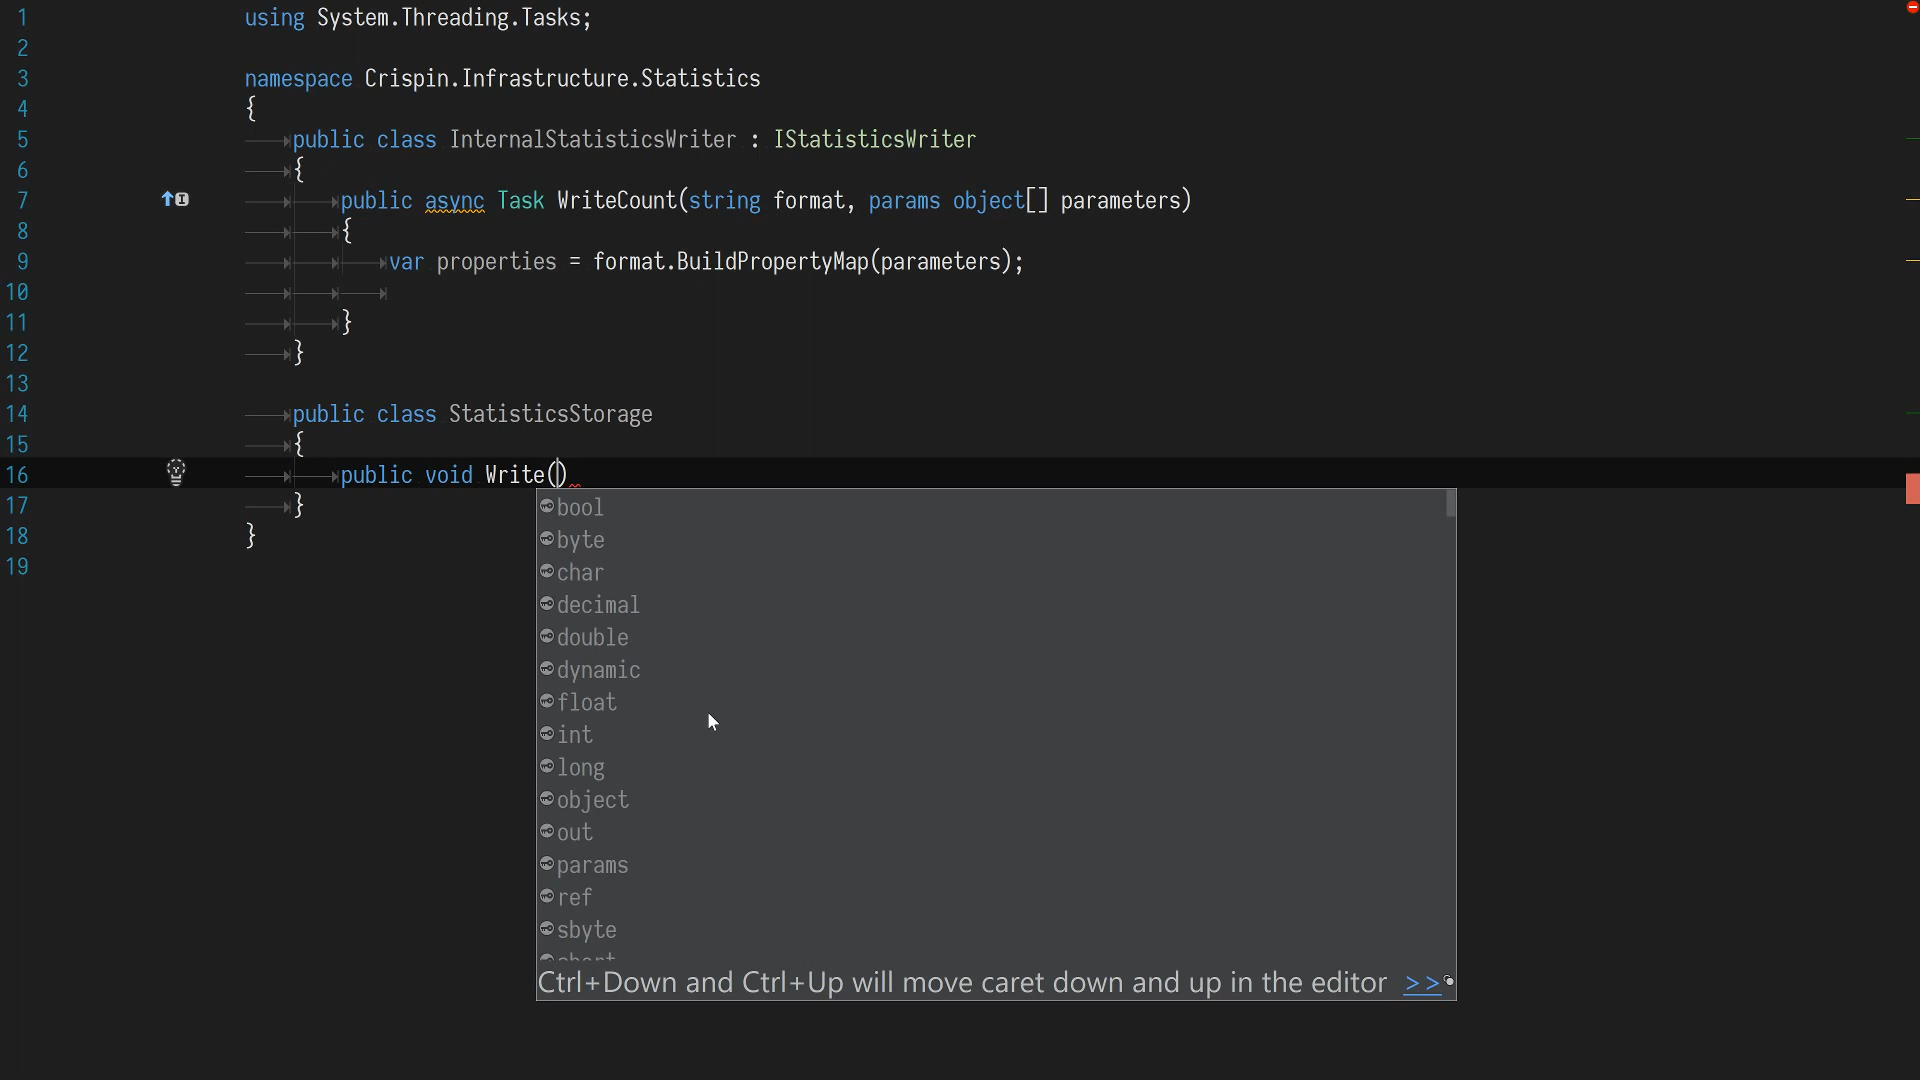 1 using System.Threading.Tasks;
2
3 namespace Crispin.Infrastructure.Statistics
4 {
5 public class InternalStatisticsWriter : IStatisticsWriter
6 {
7 public async Task WriteCount(string format, params object[] parameters)
8 {
9 var properties = format.BuildPropertyMap(parameters);
10
11 }
12 }
13
14 public class StatisticsStorage
15 {
16 public void Write()
17 }
18 }
19
bool
byte
char
decimal
double
dynamic
float
int
long
object
out
params
ref
sbyte
Ctrl+Down and Ctrl+Up will move caret down and up in the editor >>